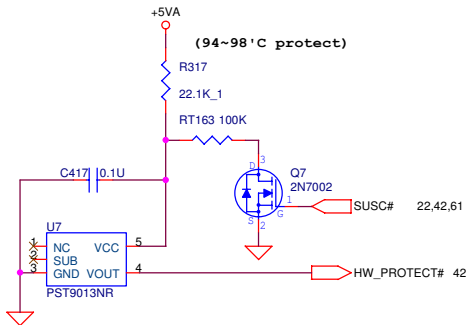 +5VA
(94~98'C protect)
R317
22.1K_1
RT163 100K
C417 0.1U
Q7
2N7002
D 3
1
G
S 2
SUSC# 22,42,61
U7
1 NC VCC 5
2 SUB
3 GND VOUT 4
HW_PROTECT# 42
PST9013NR